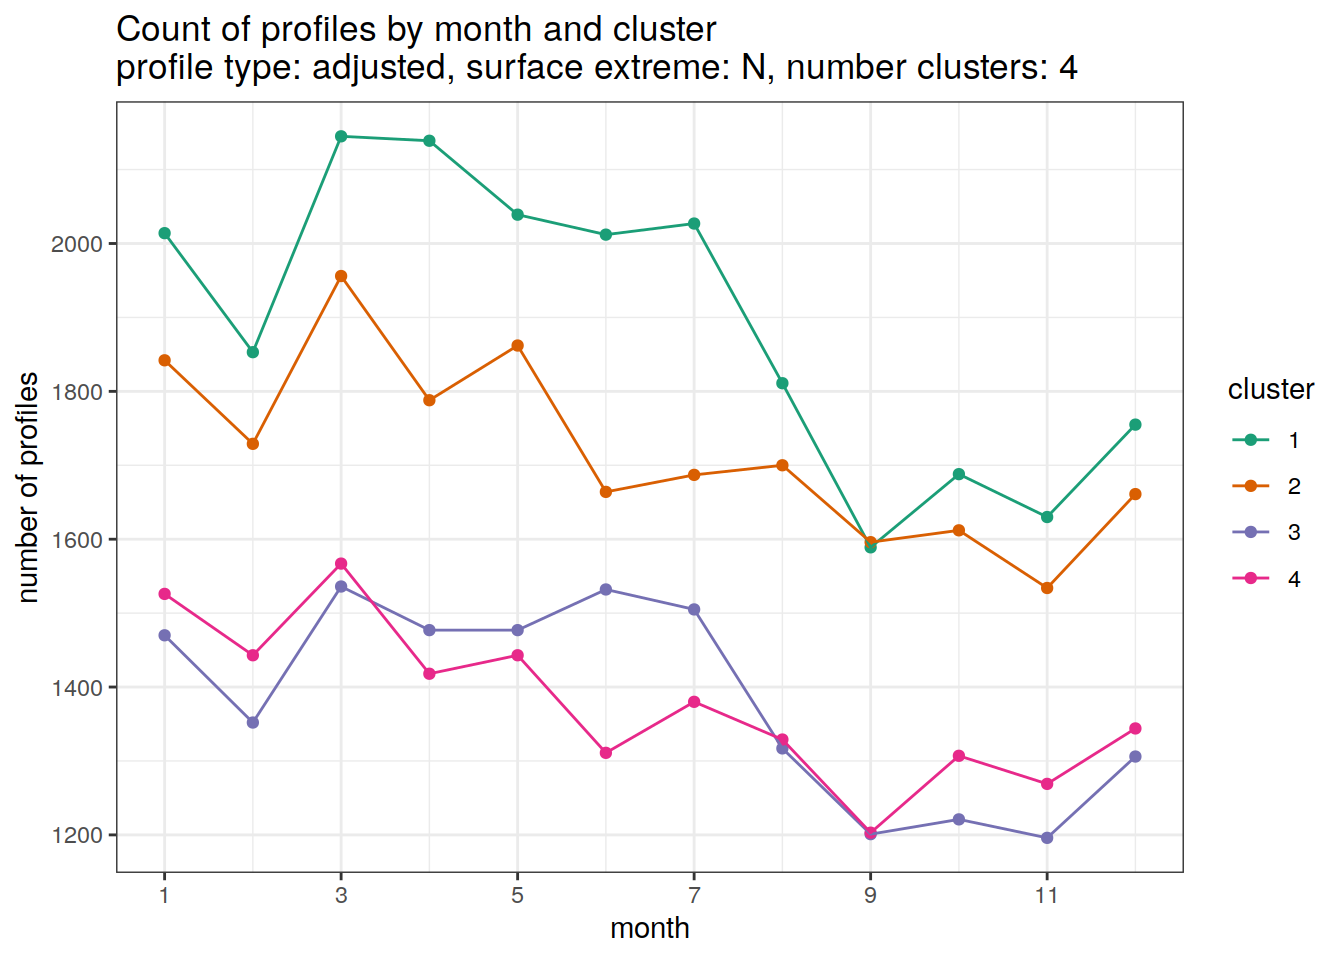 Count of profiles by month and cluster
profile type: adjusted, surface extreme: N, number clusters: 4
number of profiles
2000
1800
1600
1400
1200
1 3 5 7 9 11
month
cluster
1
2
3
4